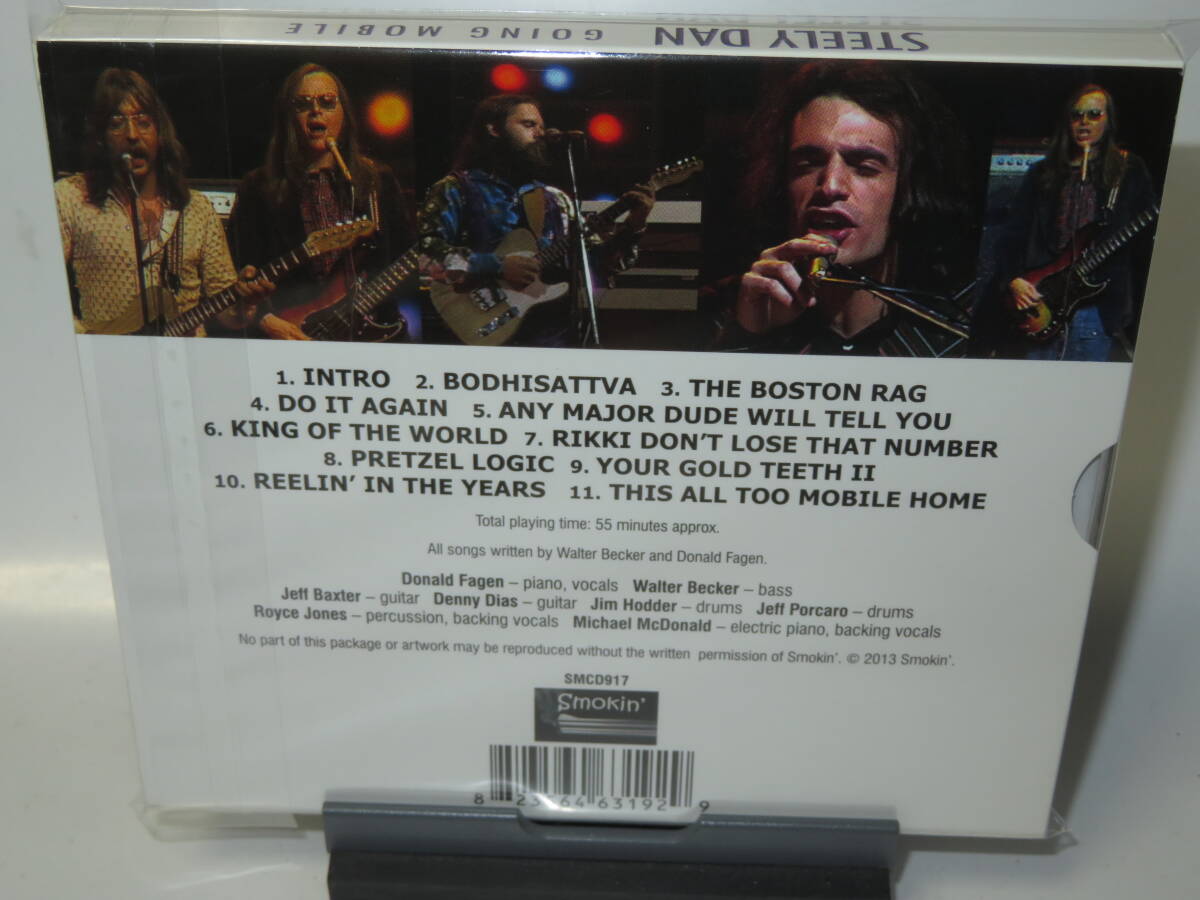 STEELY DAN GOING MOBILE
1. INTRO 2. BODHISATTVA 3. THE BOSTON RAG
4. DO IT AGAIN 5. ANY MAJOR DUDE WILL TELL YOU
6. KING OF THE WORLD 7. RIKKI DON'T LOSE THAT NUMBER
8. PRETZEL LOGIC 9. YOUR GOLD TEETH II
10. REELIN' IN THE YEARS 11. THIS ALL TOO MOBILE HOME
Total playing time: 55 minutes approx.
All songs written by Walter Becker and Donald Fagen.
Donald Fagen – piano, vocals Walter Becker – bass
Jeff Baxter – guitar Denny Dias – guitar Jim Hodder – drums Jeff Porcaro – drums
Royce Jones – percussion, backing vocals Michael McDonald – electric piano, backing vocals
No part of this package or artwork may be reproduced without the written permission of Smokin'. © 2013 Smokin'.
SMCD917
Smokin'